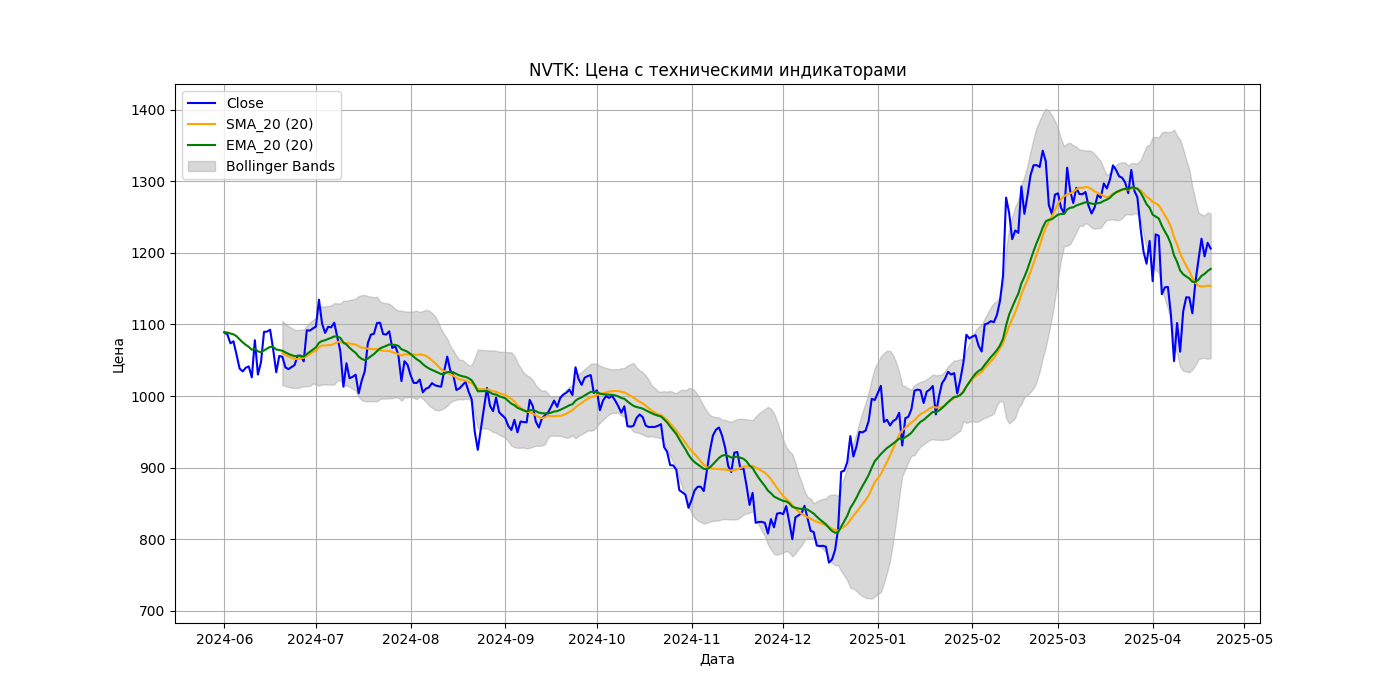 NVTK: Цена с техническими индикаторами
Close
SMA_20 (20)
EMA_20 (20)
Bollinger Bands
Цена
1400
1300
1200
1100
1000
900
800
700
2024-06 2024-07 2024-08 2024-09 2024-10 2024-11 2024-12 2025-01 2025-02 2025-03 2025-04 2025-05
Дата